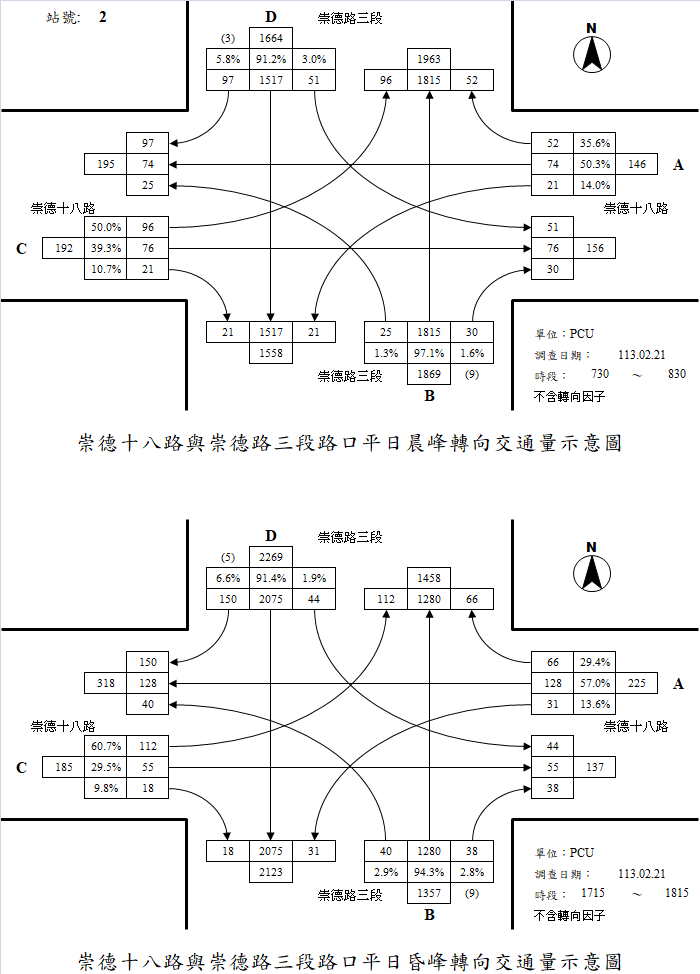 站號: 2
D 崇德路三段
(3) 1664
5.8% 91.2% 3.0%
97 1517 51
1963
96 1815 52
N
97
195 74
25
52 35.6%
74 50.3% 146 A
21 14.0%
崇德十八路
崇德十八路
50.0% 96
C 192 39.3% 76
10.7% 21
51
76 156
30
21 1517 21
1558
25 1815 30
1.3% 97.1% 1.6%
1869 (9)
崇德路三段
B
單位：PCU
調查日期： 113.02.21
時段： 730 ～ 830
不含轉向因子
崇德十八路與崇德路三段路口平日晨峰轉向交通量示意圖
D 崇德路三段
(5) 2269
6.6% 91.4% 1.9%
150 2075 44
1458
112 1280 66
N
150
318 128
40
66 29.4%
128 57.0% 225 A
31 13.6%
崇德十八路
崇德十八路
60.7% 112
C 185 29.5% 55
9.8% 18
44
55 137
38
18 2075 31
2123
40 1280 38
2.9% 94.3% 2.8%
1357 (9)
崇德路三段
B
單位：PCU
調查日期： 113.02.21
時段： 1715 ～ 1815
不含轉向因子
崇德十八路與崇德路三段路口平日昏峰轉向交通量示意圖